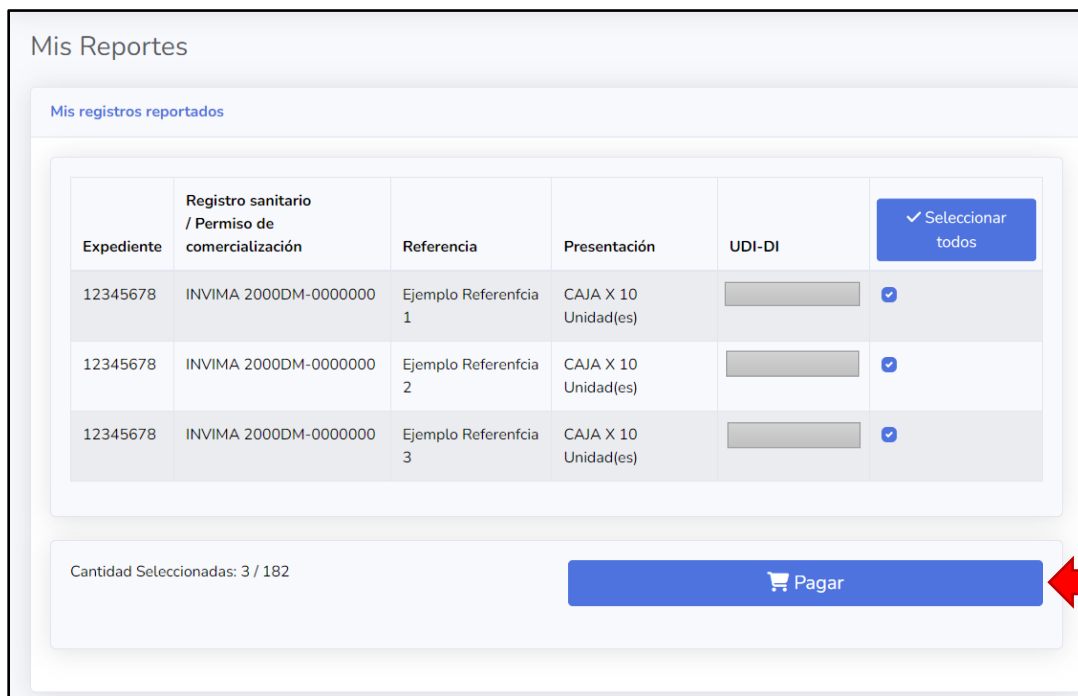 Mis Reportes
Mis registros reportados
Expediente
Registro sanitario
/ Permiso de
comercialización
Referencia
Presentación
UDI-DI
Seleccionar
todos
12345678
INVIMA 2000DM-0000000
Ejemplo Referenfcia
1
CAJA X 10
Unidad(es)
12345678
INVIMA 2000DM-0000000
Ejemplo Referenfcia
2
CAJA X 10
Unidad(es)
12345678
INVIMA 2000DM-0000000
Ejemplo Referenfcia
3
CAJA X 10
Unidad(es)
Cantidad Seleccionadas: 3 / 182
Pagar